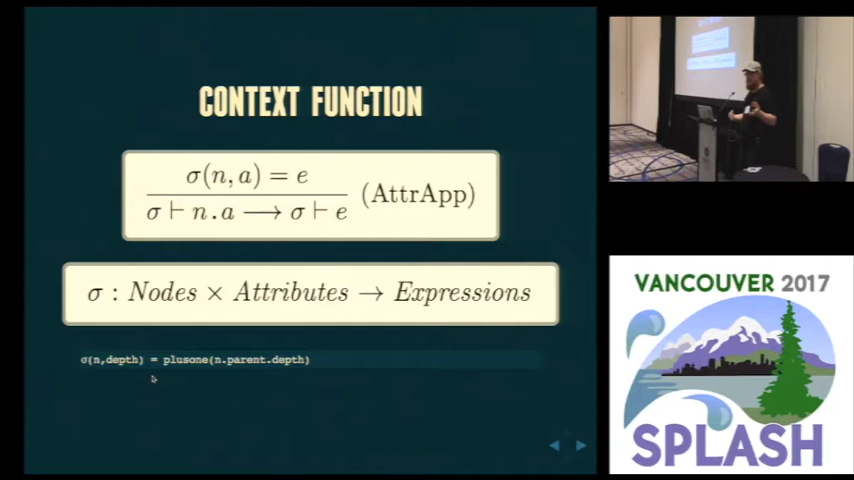 CONTEXT FUNCTION
σ(n, a) = e
σ ⊢ n.a ⟶ σ ⊢ e
(AttrApp)
σ : Nodes × Attributes → Expressions
σ(n,depth) = plusone(n.parent.depth)
VANCOUVER 2017
SPLASH